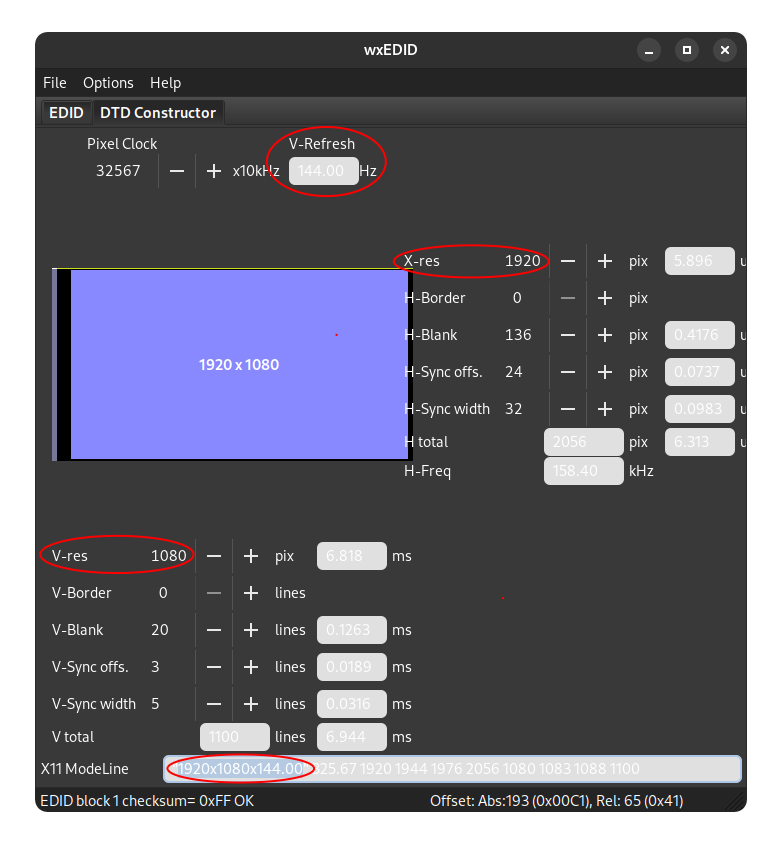 wxEDID
File Options Help
EDID DTD Constructor
Pixel Clock V-Refresh
32567 x10kHz 144.00 Hz
X-res 1920 pix 5.896 u
H-Border 0 pix
H-Blank 136 pix 0.4176 u
1920 x 1080
H-Sync offs. 24 pix 0.0737 u
H-Sync width 32 pix 0.0983 u
H total 2056 pix 6.313 u
H-Freq 158.40 kHz
V-res 1080 pix 6.818 ms
V-Border 0 lines
V-Blank 20 lines 0.1263 ms
V-Sync offs. 3 lines 0.0189 ms
V-Sync width 5 lines 0.0316 ms
V total 1100 lines 6.944 ms
X11 ModeLine "1920x1080x144.00" 325.67 1920 1944 1976 2056 1080 1083 1088 1100
EDID block 1 checksum= 0xFF OK Offset: Abs:193 (0x00C1), Rel: 65 (0x41)